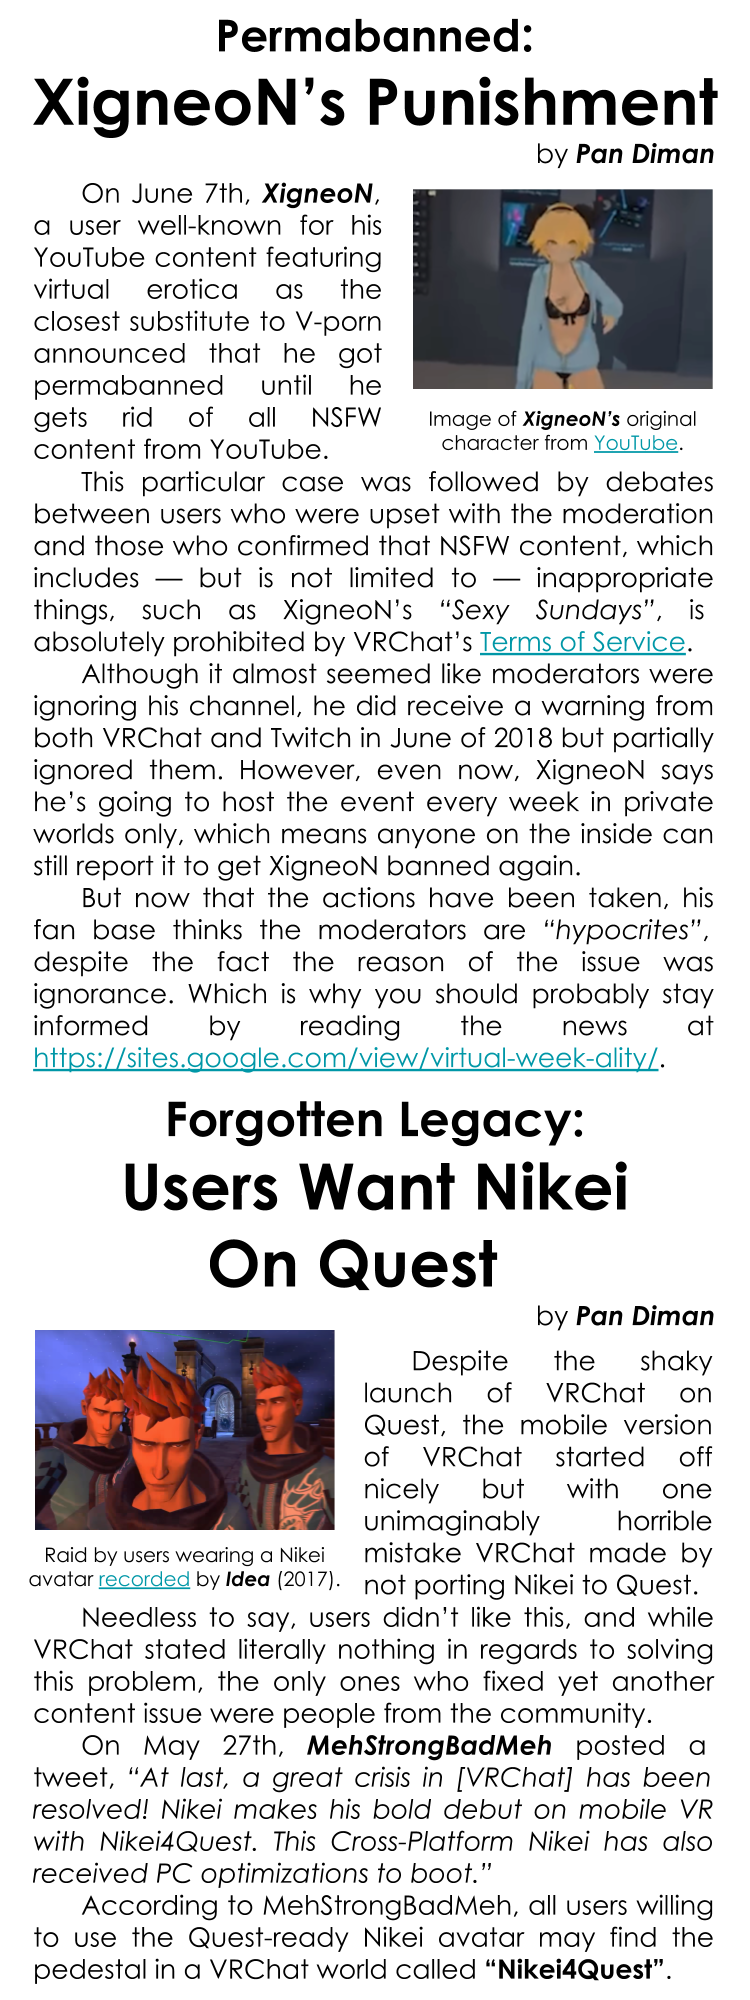 Permabanned:
XigneoN’s Punishment
by Pan Diman
On June 7th, XigneoN,
a user well-known for his
YouTube content featuring
virtual erotica as the
closest substitute to V-porn
announced that he got
permabanned until he
gets rid of all NSFW
content from YouTube.
Image of XigneoN’s original
character from YouTube.
This particular case was followed by debates
between users who were upset with the moderation
and those who confirmed that NSFW content, which
includes — but is not limited to — inappropriate
things, such as XigneoN’s “Sexy Sundays”, is
absolutely prohibited by VRChat’s Terms of Service.
Although it almost seemed like moderators were
ignoring his channel, he did receive a warning from
both VRChat and Twitch in June of 2018 but partially
ignored them. However, even now, XigneoN says
he’s going to host the event every week in private
worlds only, which means anyone on the inside can
still report it to get XigneoN banned again.
But now that the actions have been taken, his
fan base thinks the moderators are “hypocrites”,
despite the fact the reason of the issue was
ignorance. Which is why you should probably stay
informed by reading the news at
https://sites.google.com/view/virtual-week-ality/.
Forgotten Legacy:
Users Want Nikei
On Quest
by Pan Diman
Raid by users wearing a Nikei
avatar recorded by Idea (2017).
Despite the shaky
launch of VRChat on
Quest, the mobile version
of VRChat started off
nicely but with one
unimaginably horrible
mistake VRChat made by
not porting Nikei to Quest.
Needless to say, users didn’t like this, and while
VRChat stated literally nothing in regards to solving
this problem, the only ones who fixed yet another
content issue were people from the community.
On May 27th, MehStrongBadMeh posted a
tweet, “At last, a great crisis in [VRChat] has been
resolved! Nikei makes his bold debut on mobile VR
with Nikei4Quest. This Cross-Platform Nikei has also
received PC optimizations to boot.”
According to MehStrongBadMeh, all users willing
to use the Quest-ready Nikei avatar may find the
pedestal in a VRChat world called “Nikei4Quest”.